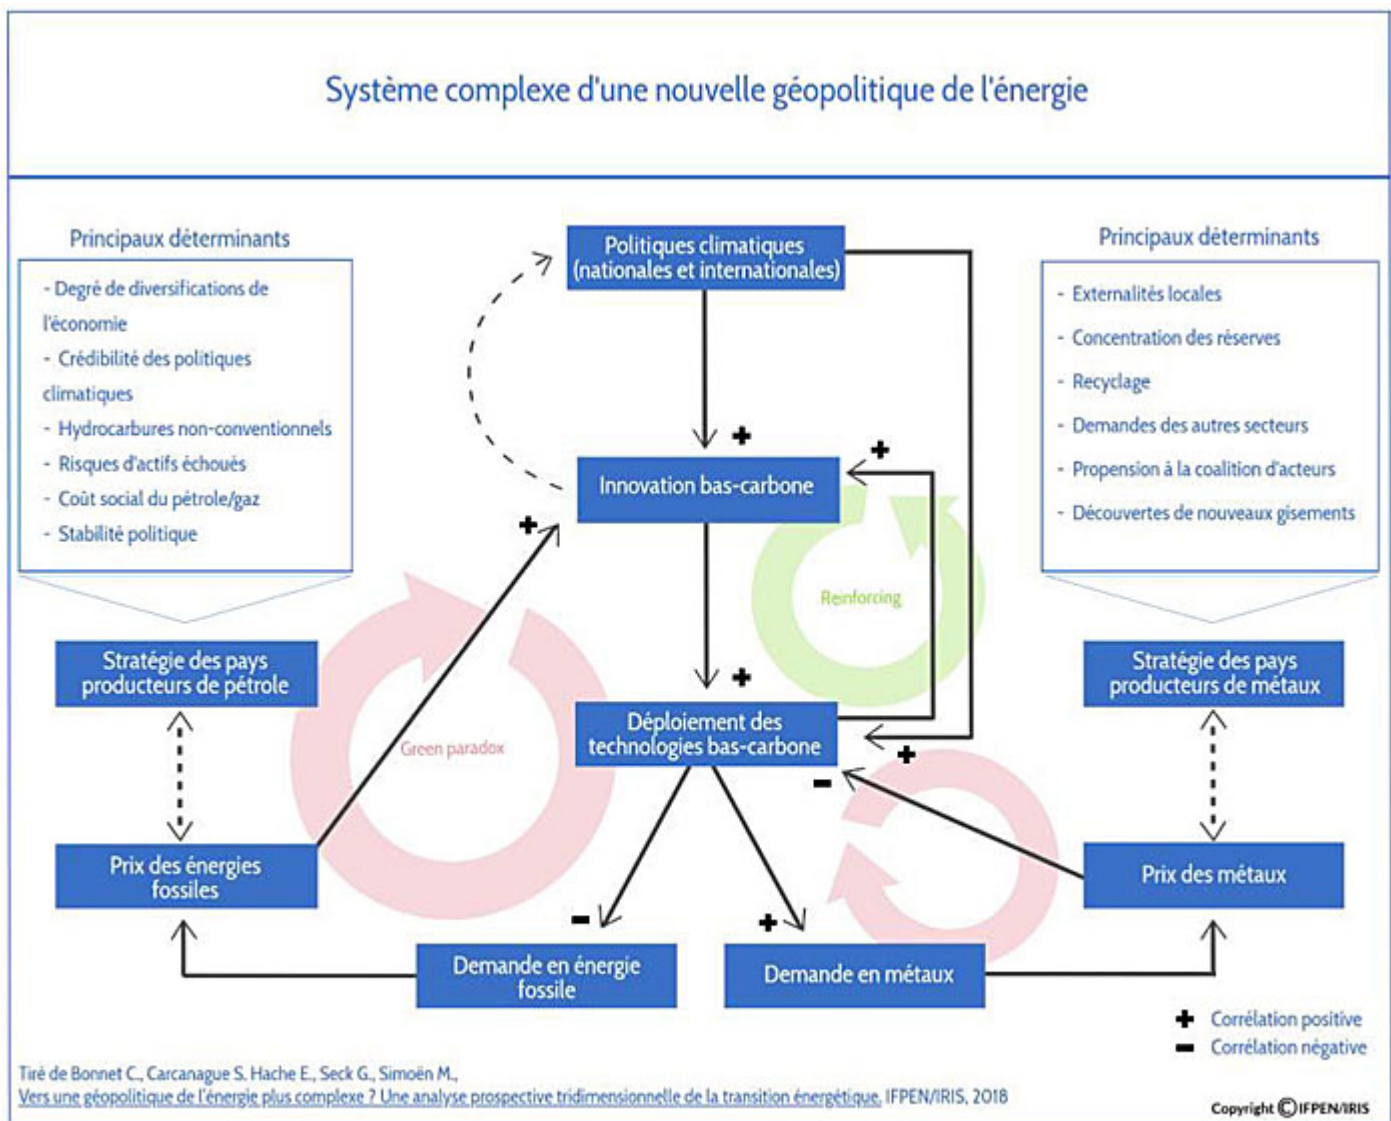 Système complexe d'une nouvelle géopolitique de l'énergie
Principaux déterminants
- Degré de diversifications de
l'économie
- Crédibilité des politiques
climatiques
- Hydrocarbures non-conventionnels
- Risques d'actifs échoués
- Coût social du pétrole/gaz
- Stabilité politique
Politiques climatiques
(nationales et internationales)
Principaux déterminants
- Externalités locales
- Concentration des réserves
- Recyclage
- Demandes des autres secteurs
- Propension à la coalition d'acteurs
- Découvertes de nouveaux gisements
+
+
Innovation bas-carbone
+
Reinforcing
Stratégie des pays
producteurs de pétrole
+
Stratégie des pays
producteurs de métaux
Green paradox
Déploiement des
technologies bas-carbone
+
-
Prix des énergies
fossiles
Prix des métaux
-
+
Demande en énergie
fossile
Demande en métaux
+ Corrélation positive
- Corrélation négative
Tiré de Bonnet C., Carcanague S. Hache E., Seck G., Simoën M.,
Vers une géopolitique de l'énergie plus complexe ? Une analyse prospective tridimensionnelle de la transition énergétique. IFPEN/IRIS, 2018
Copyright ©IFPEN/IRIS